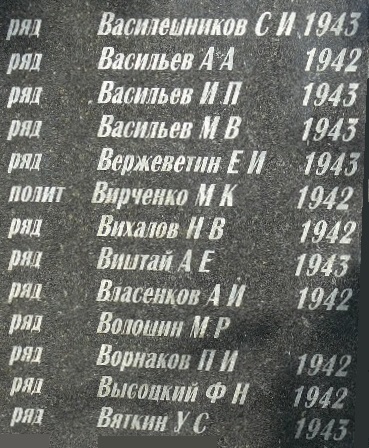 ряд Василешников С И 1943
ряд Васильев А А 1942
ряд Васильев И П 1943
ряд Васильев М В 1943
ряд Вержеветин Е И 1943
полит Вирченко М К 1942
ряд Вихалов Н В 1942
ряд Виштай А Е 1943
ряд Власенков А И 1942
ряд Волошин М Р
ряд Ворнаков П И 1942
ряд Высоцкий Ф Н 1942
ряд Вяткин У С 1943